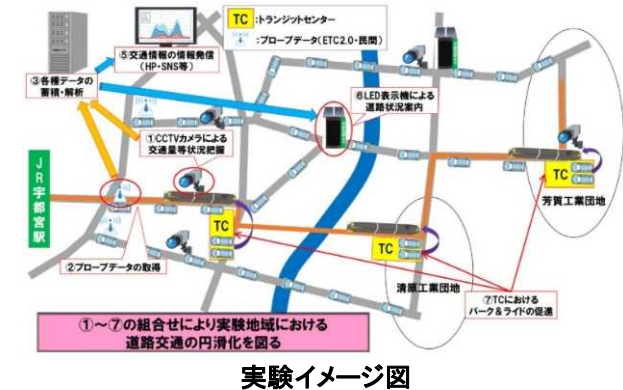 TC :トランジットセンター
:プローブデータ(ETC2.0・民間)
⑤交通情報の情報発信
(HP・SNS等)
③各種データの
蓄積・解析
⑥LED表示機による
道路状況案内
①CCTVカメラによる
交通量等状況把握
JR宇都宮駅
TC
TC
TC
芳賀工業団地
②プローブデータの取得
清原工業団地
⑦TCにおける
パーク&ライドの促進
①~⑦の組合せにより実験地域における
道路交通の円滑化を図る
実験イメージ図